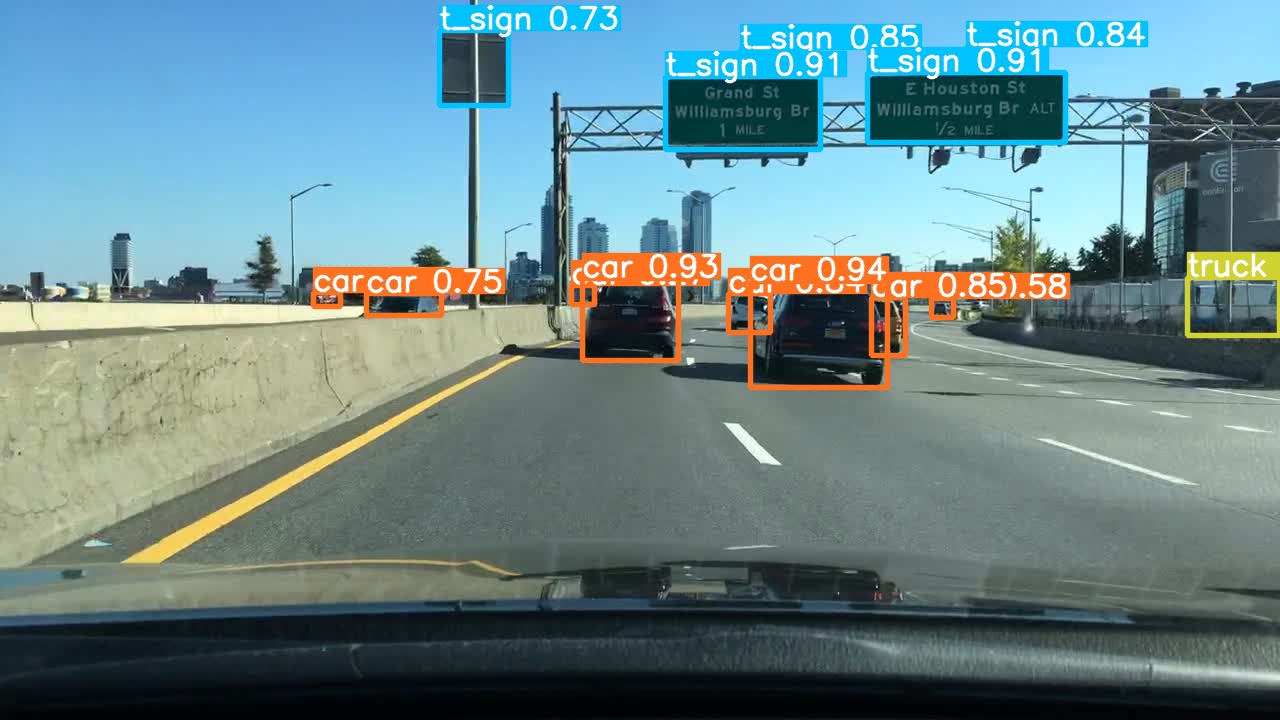 t_sign 0.73
t_sign 0.85
t_sign 0.84
t_sign 0.91
t_sign 0.91
Grand St
Williamsburg Br
1 MILE
E Houston St
Williamsburg Br ALT
1/2 MILE
truck
car
car 0.75
car 0.93
car 0.94
car 0.85